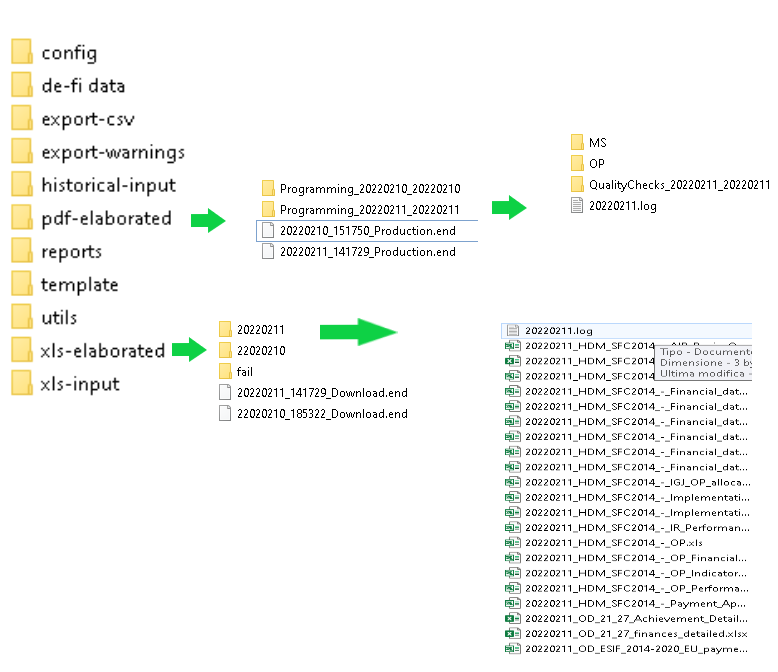 config
de-fi data
export-csv
export-warnings
historical-input
pdf-elaborated
reports
template
utils
xls-elaborated
xls-input
Programming_20220210_20220210
Programming_20220211_20220211
20220210_151750_Production.end
20220211_141729_Production.end
MS
OP
QualityChecks_20220211_20220211
20220211.log
20220211
22020210
fail
20220211_141729_Download.end
22020210_185322_Download.end
20220211.log
20220211_HDM_SFC2014_-_AIR_
Tipo - Documento
20220211_HDM_SFC2014
Dimensione - 3 by
20220211_HDM_SFC2014_-
Ultima modifica -
20220211_HDM_SFC2014_-_Financial_dat...
20220211_HDM_SFC2014_-_Financial_dat...
20220211_HDM_SFC2014_-_Financial_dat...
20220211_HDM_SFC2014_-_Financial_dat...
20220211_HDM_SFC2014_-_Financial_dat...
20220211_HDM_SFC2014_-_Financial_dat...
20220211_HDM_SFC2014_-_IGJ_OP_alloca...
20220211_HDM_SFC2014_-_Implementati...
20220211_HDM_SFC2014_-_Implementati...
20220211_HDM_SFC2014_-_IR_Performan...
20220211_HDM_SFC2014_-_OP.xls
20220211_HDM_SFC2014_-_OP_Financial...
20220211_HDM_SFC2014_-_OP_Indicator...
20220211_HDM_SFC2014_-_OP_Performa...
20220211_HDM_SFC2014_-_Payment_Ap...
20220211_OD_21_27_Achievement_Detail...
20220211_OD_21_27_finances_detailed.xlsx
20220211_OD_ESIF_2014-2020_EU_payme...